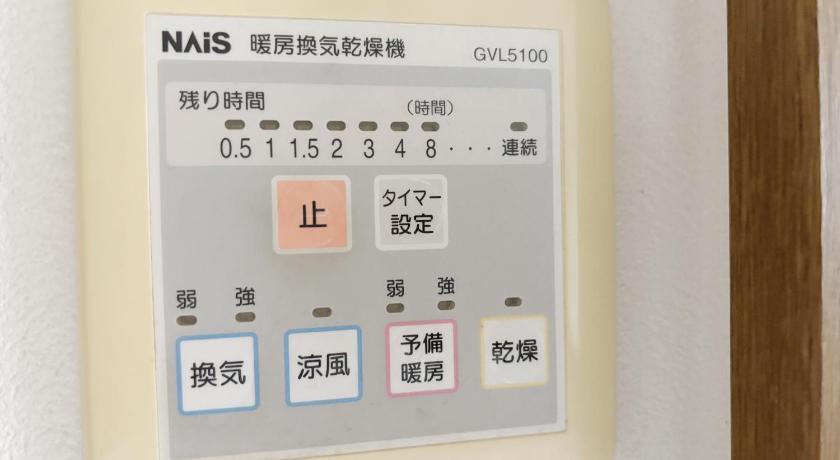 NAiS 暖房換気乾燥機 GVL5100
残り時間 (時間)
0.5 1 1.5 2 3 4 8 ・・・ 連続
止
タイマー
設定
弱 強
弱 強
換気
涼風
予備
暖房
乾燥